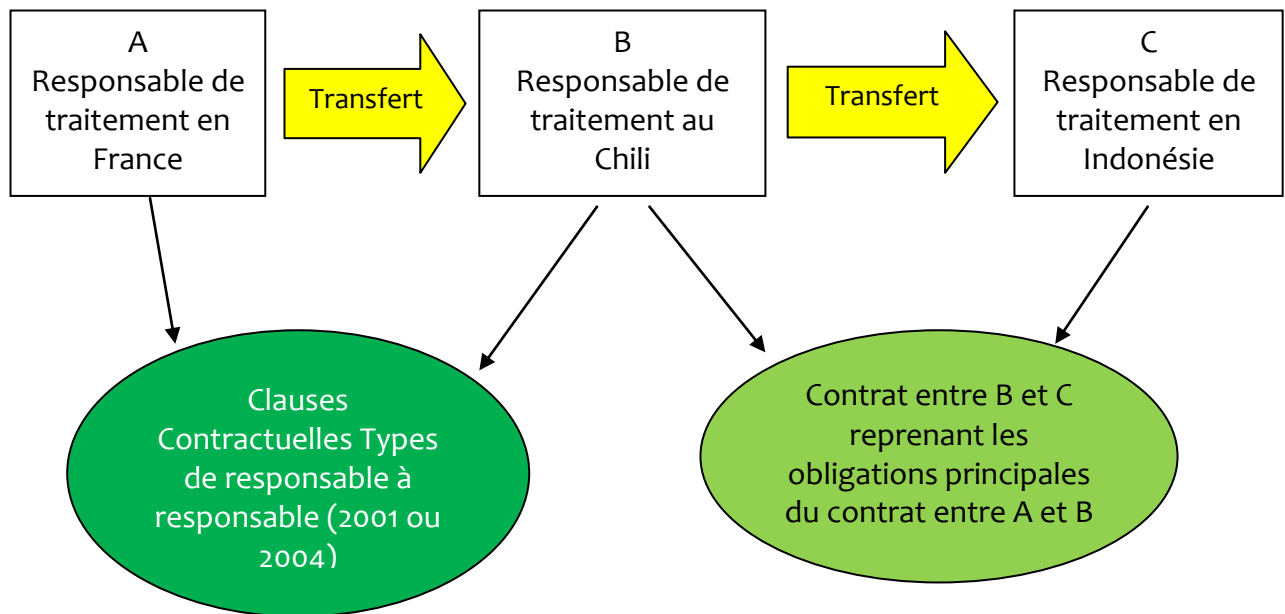 A
Responsable de
traitement en
France
Transfert
B
Responsable de
traitement au
Chili
Transfert
C
Responsable de
traitement en
Indonésie
Clauses
Contractuelles Types
de responsable à
responsable (2001 ou
2004)
Contrat entre B et C
reprenant les
obligations principales
du contrat entre A et B